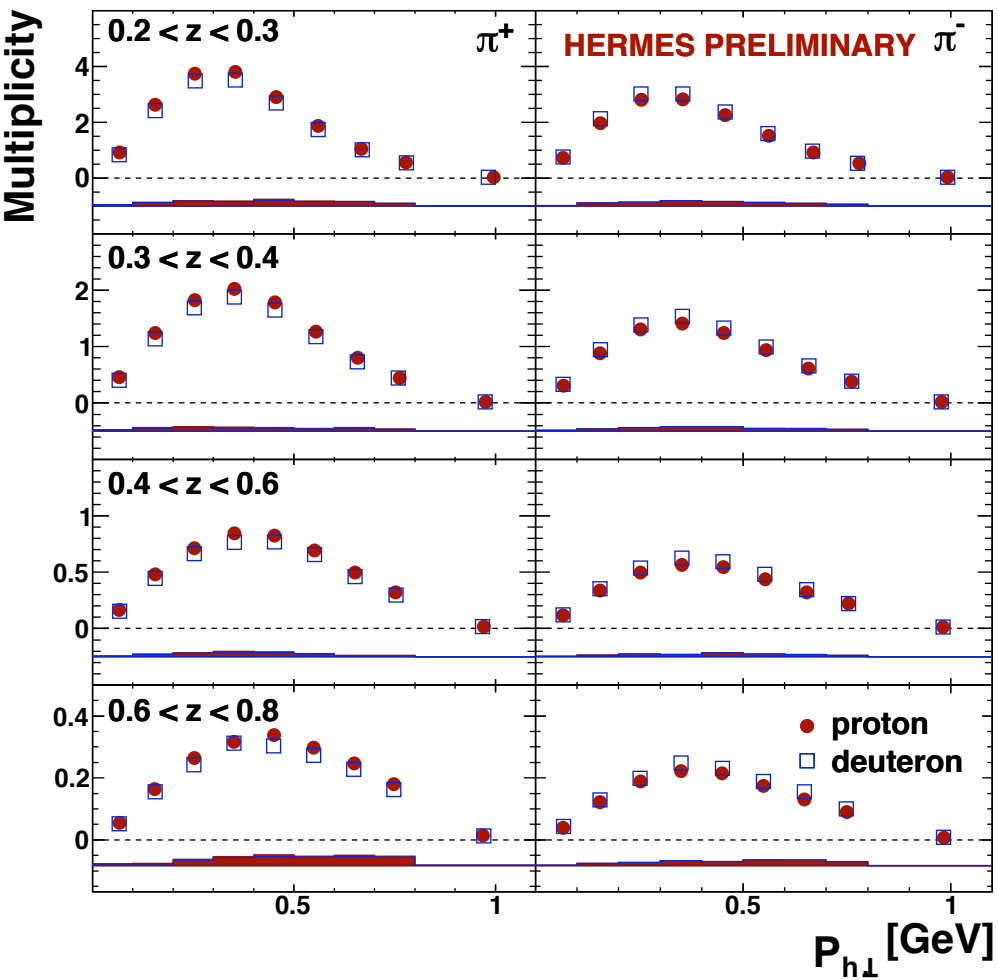 Multiplicity
0.2 < z < 0.3
π+
HERMES PRELIMINARY π-
4
2
0
0.3 < z < 0.4
2
1
0
0.4 < z < 0.6
1
0.5
0
0.6 < z < 0.8
0.4
0.2
0
proton
deuteron
0.5 1 0.5 1
P_h⊥ [GeV]